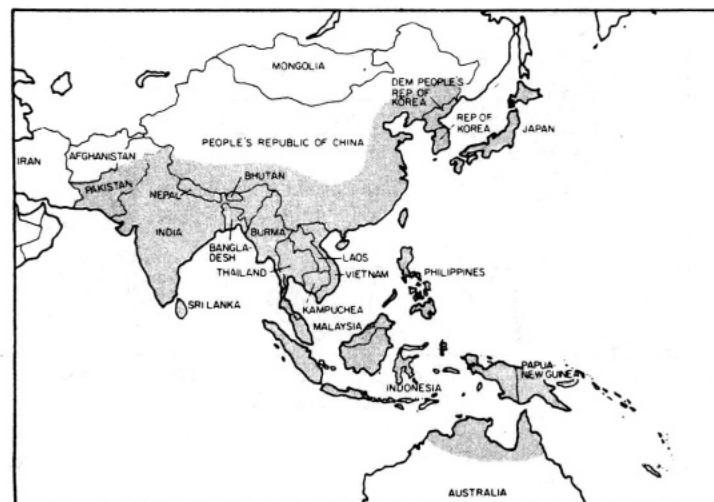 MONGOLIA
DEM PEOPLE'S
REP OF
KOREA
REP OF
KOREA
JAPAN
PEOPLE'S REPUBLIC OF CHINA
IRAN
AFGHANISTAN
PAKISTAN
NEPAL
BHUTAN
INDIA
BANGLA-
DESH
BURMA
LAOS
THAILAND
VIETNAM
PHILIPPINES
SRI LANKA
KAMPUCHEA
MALAYSIA
INDONESIA
PAPUA-
NEW GUINEA
AUSTRALIA